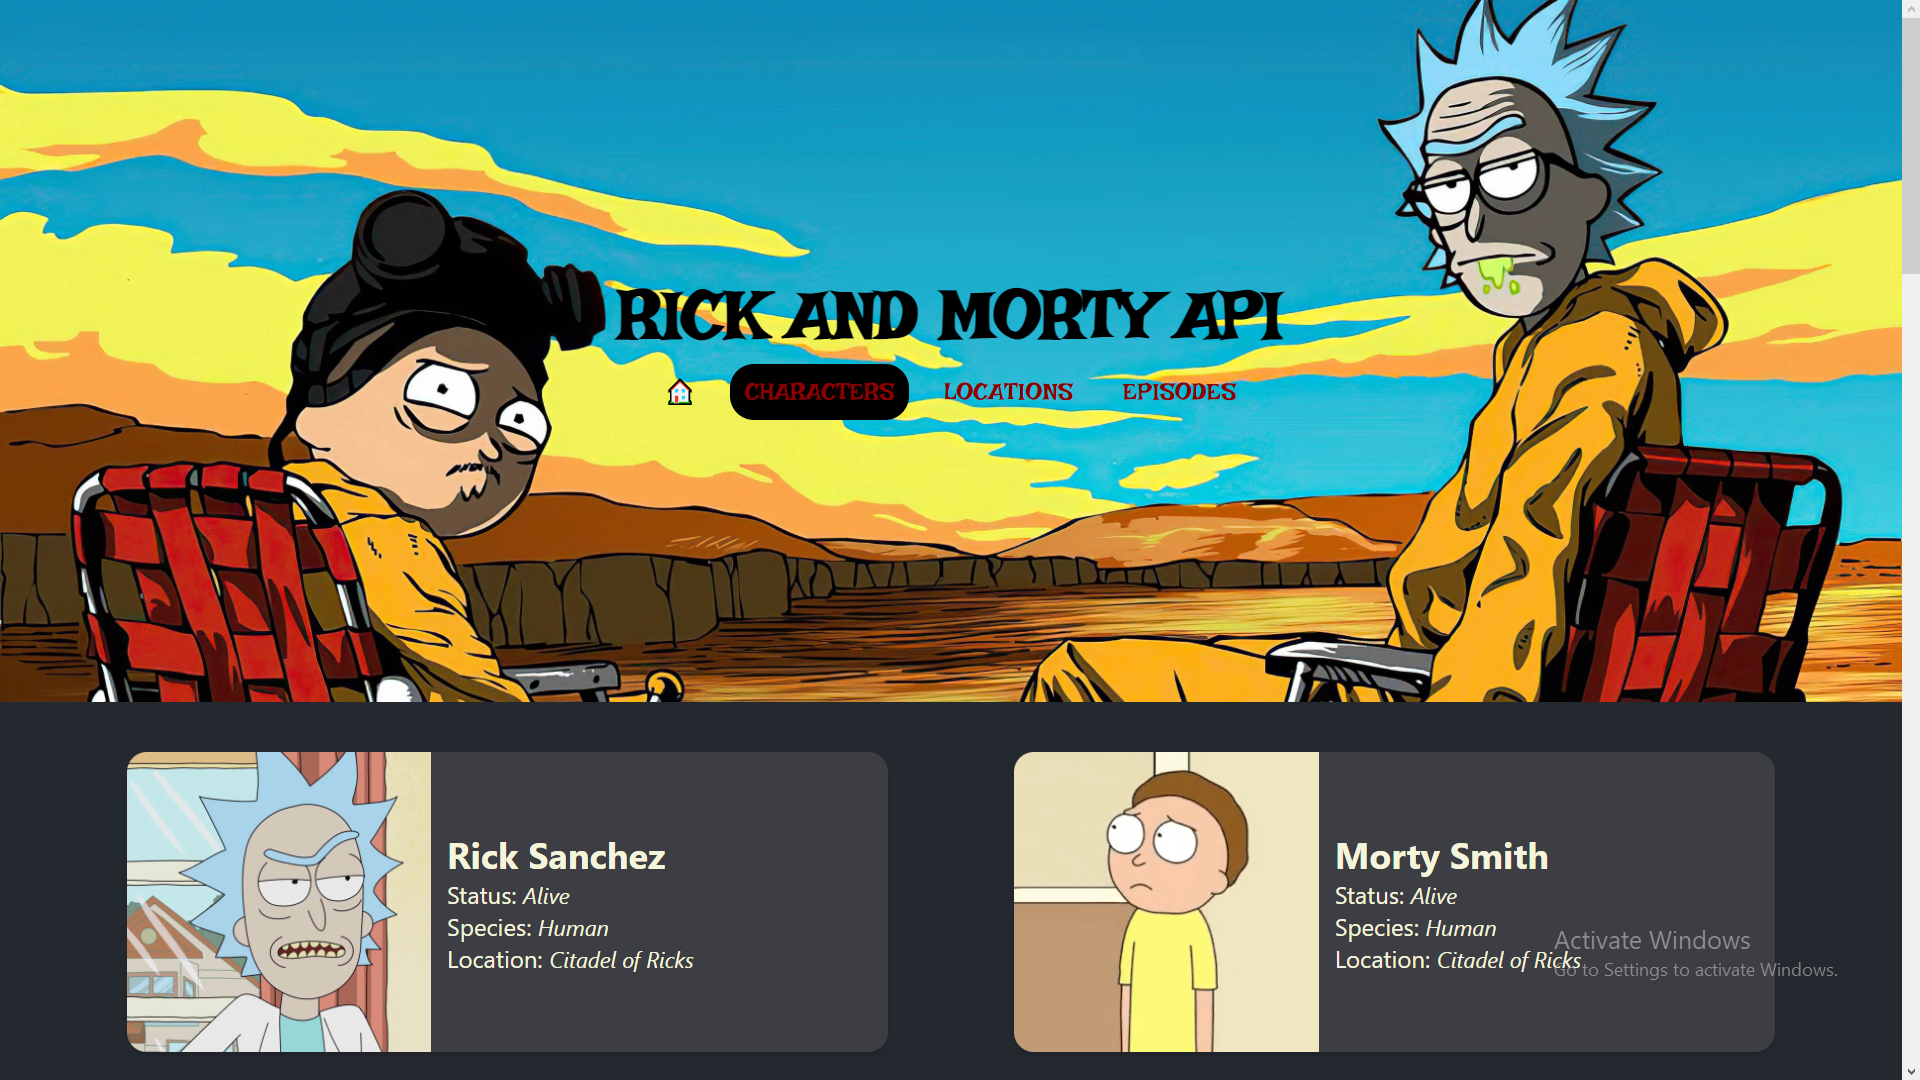 RICK AND MORTY API
CHARACTERS LOCATIONS EPISODES
Rick Sanchez
Status: Alive
Species: Human
Location: Citadel of Ricks
Morty Smith
Status: Alive
Species: Human
Location: Citadel of Ricks
Activate Windows
Go to Settings to activate Windows.